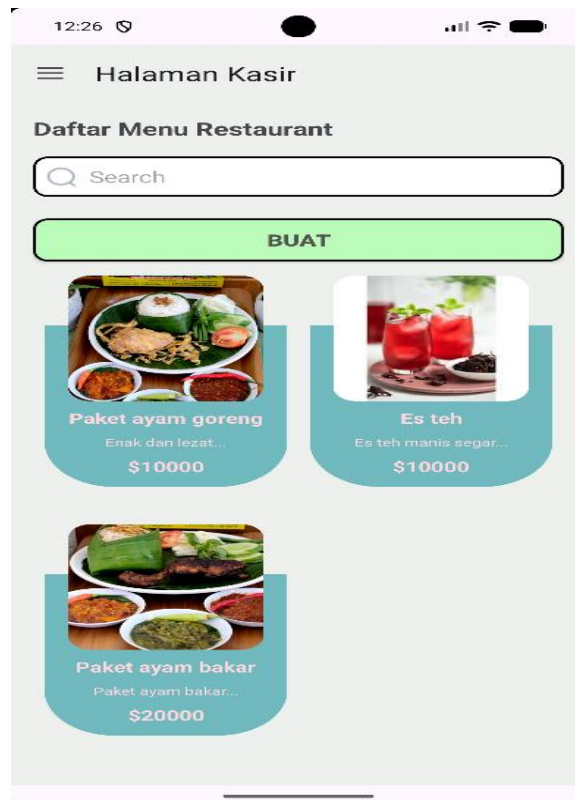 12:26
Halaman Kasir
Daftar Menu Restaurant
Search
BUAT
Paket ayam goreng
Enak dan lezat...
$10000
Es teh
Es teh manis segar...
$10000
Paket ayam bakar
Paket ayam bakar...
$20000